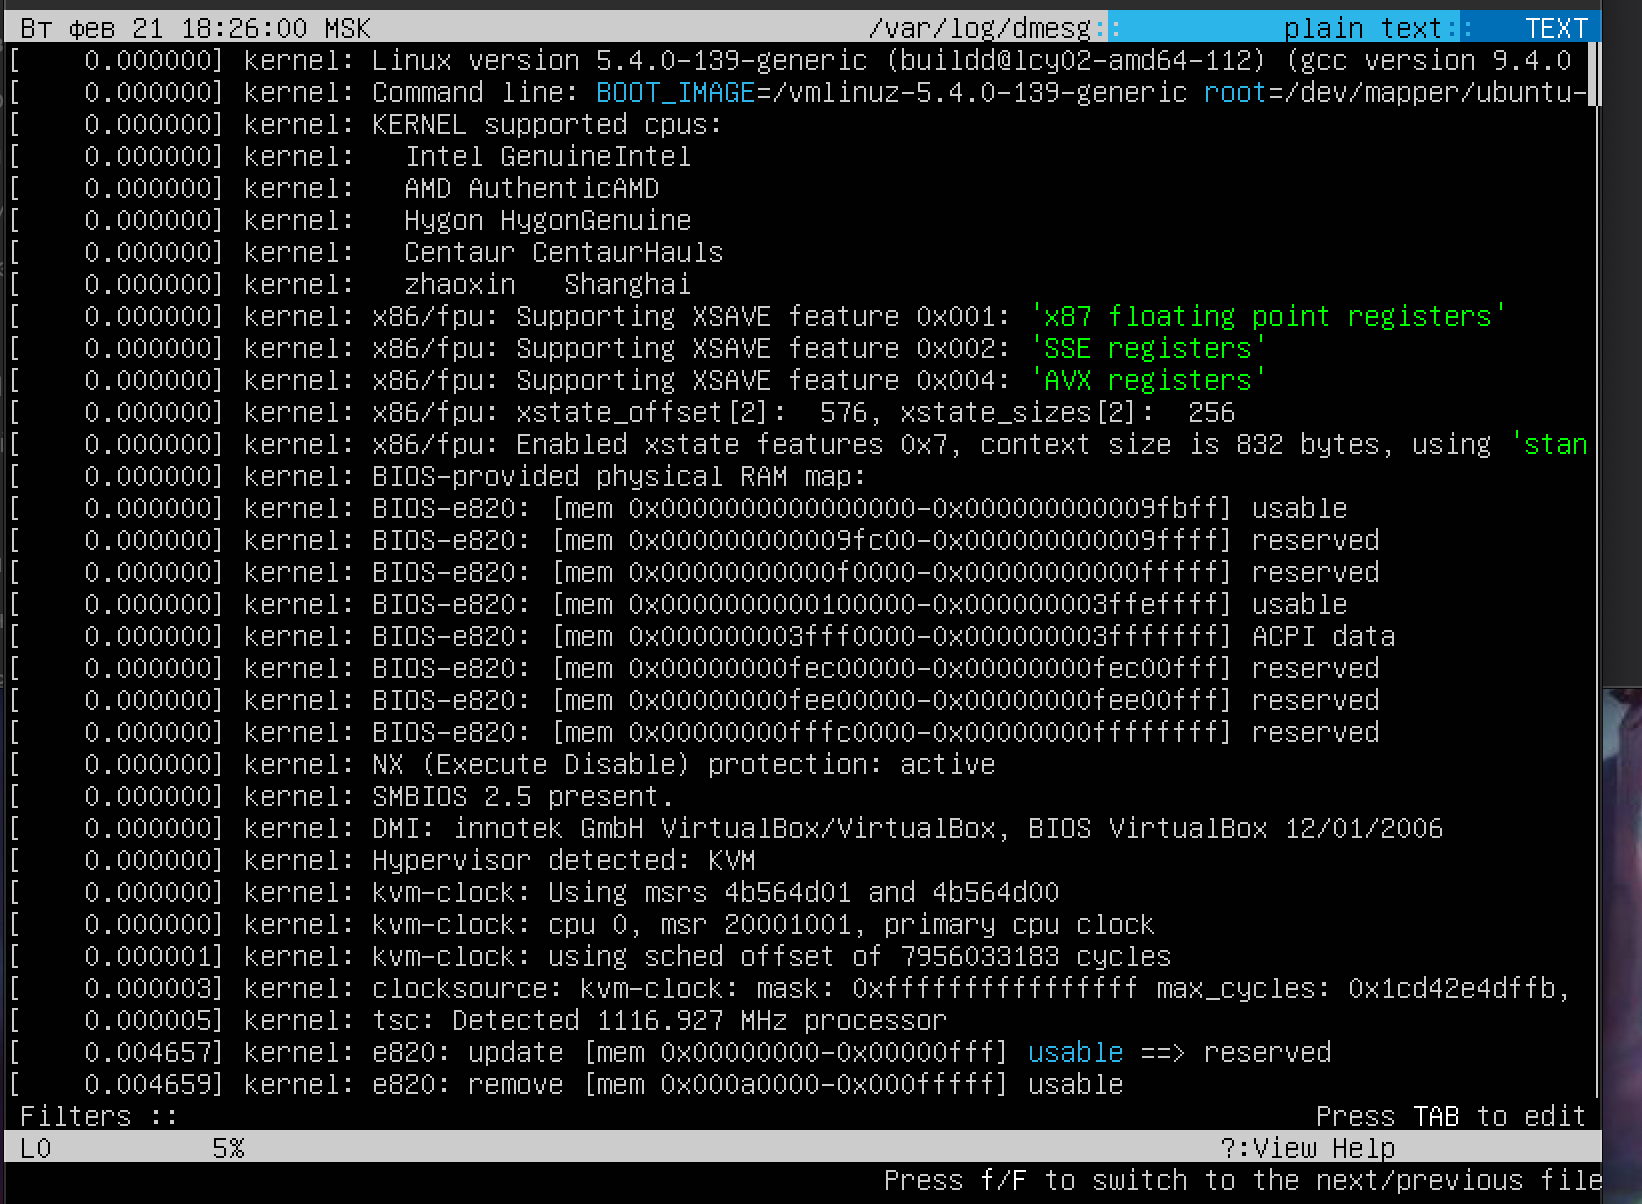 Вт фев 21 18:26:00 MSK /var/log/dmesg:: plain text:: TEXT
[    0.000000] kernel: Linux version 5.4.0-139-generic (buildd@lcy02-amd64-112) (gcc version 9.4.0
[    0.000000] kernel: Command line: BOOT_IMAGE=/vmlinuz-5.4.0-139-generic root=/dev/mapper/ubuntu-
[    0.000000] kernel: KERNEL supported cpus:
[    0.000000] kernel:   Intel GenuineIntel
[    0.000000] kernel:   AMD AuthenticAMD
[    0.000000] kernel:   Hygon HygonGenuine
[    0.000000] kernel:   Centaur CentaurHauls
[    0.000000] kernel:   zhaoxin   Shanghai
[    0.000000] kernel: x86/fpu: Supporting XSAVE feature 0x001: 'x87 floating point registers'
[    0.000000] kernel: x86/fpu: Supporting XSAVE feature 0x002: 'SSE registers'
[    0.000000] kernel: x86/fpu: Supporting XSAVE feature 0x004: 'AVX registers'
[    0.000000] kernel: x86/fpu: xstate_offset[2]:  576, xstate_sizes[2]:  256
[    0.000000] kernel: x86/fpu: Enabled xstate features 0x7, context size is 832 bytes, using 'stan
[    0.000000] kernel: BIOS-provided physical RAM map:
[    0.000000] kernel: BIOS-e820: [mem 0x0000000000000000-0x000000000009fbff] usable
[    0.000000] kernel: BIOS-e820: [mem 0x000000000009fc00-0x000000000009ffff] reserved
[    0.000000] kernel: BIOS-e820: [mem 0x00000000000f0000-0x00000000000fffff] reserved
[    0.000000] kernel: BIOS-e820: [mem 0x0000000000100000-0x000000003ffeffff] usable
[    0.000000] kernel: BIOS-e820: [mem 0x000000003fff0000-0x000000003fffffff] ACPI data
[    0.000000] kernel: BIOS-e820: [mem 0x00000000fec00000-0x00000000fec00fff] reserved
[    0.000000] kernel: BIOS-e820: [mem 0x00000000fee00000-0x00000000fee00fff] reserved
[    0.000000] kernel: BIOS-e820: [mem 0x00000000fffc0000-0x00000000ffffffff] reserved
[    0.000000] kernel: NX (Execute Disable) protection: active
[    0.000000] kernel: SMBIOS 2.5 present.
[    0.000000] kernel: DMI: innotek GmbH VirtualBox/VirtualBox, BIOS VirtualBox 12/01/2006
[    0.000000] kernel: Hypervisor detected: KVM
[    0.000000] kernel: kvm-clock: Using msrs 4b564d01 and 4b564d00
[    0.000000] kernel: kvm-clock: cpu 0, msr 20001001, primary cpu clock
[    0.000001] kernel: kvm-clock: using sched offset of 7956033183 cycles
[    0.000003] kernel: clocksource: kvm-clock: mask: 0xffffffffffffffff max_cycles: 0x1cd42e4dffb,
[    0.000005] kernel: tsc: Detected 1116.927 MHz processor
[    0.004657] kernel: e820: update [mem 0x00000000-0x00000fff] usable ==> reserved
[    0.004659] kernel: e820: remove [mem 0x000a0000-0x000fffff] usable
Filters :: Press TAB to edit
L0 5% ?:View Help
Press f/F to switch to the next/previous file